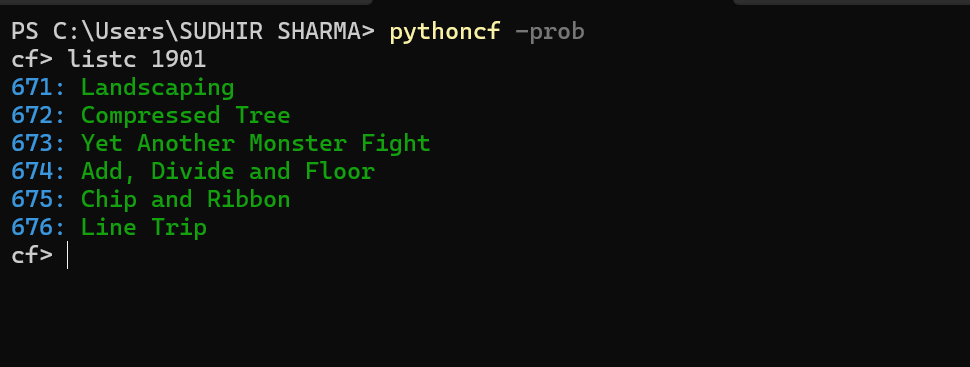 PS C:\Users\SUDHIR SHARMA> pythoncf -prob
cf> listc 1901
671: Landscaping
672: Compressed Tree
673: Yet Another Monster Fight
674: Add, Divide and Floor
675: Chip and Ribbon
676: Line Trip
cf>